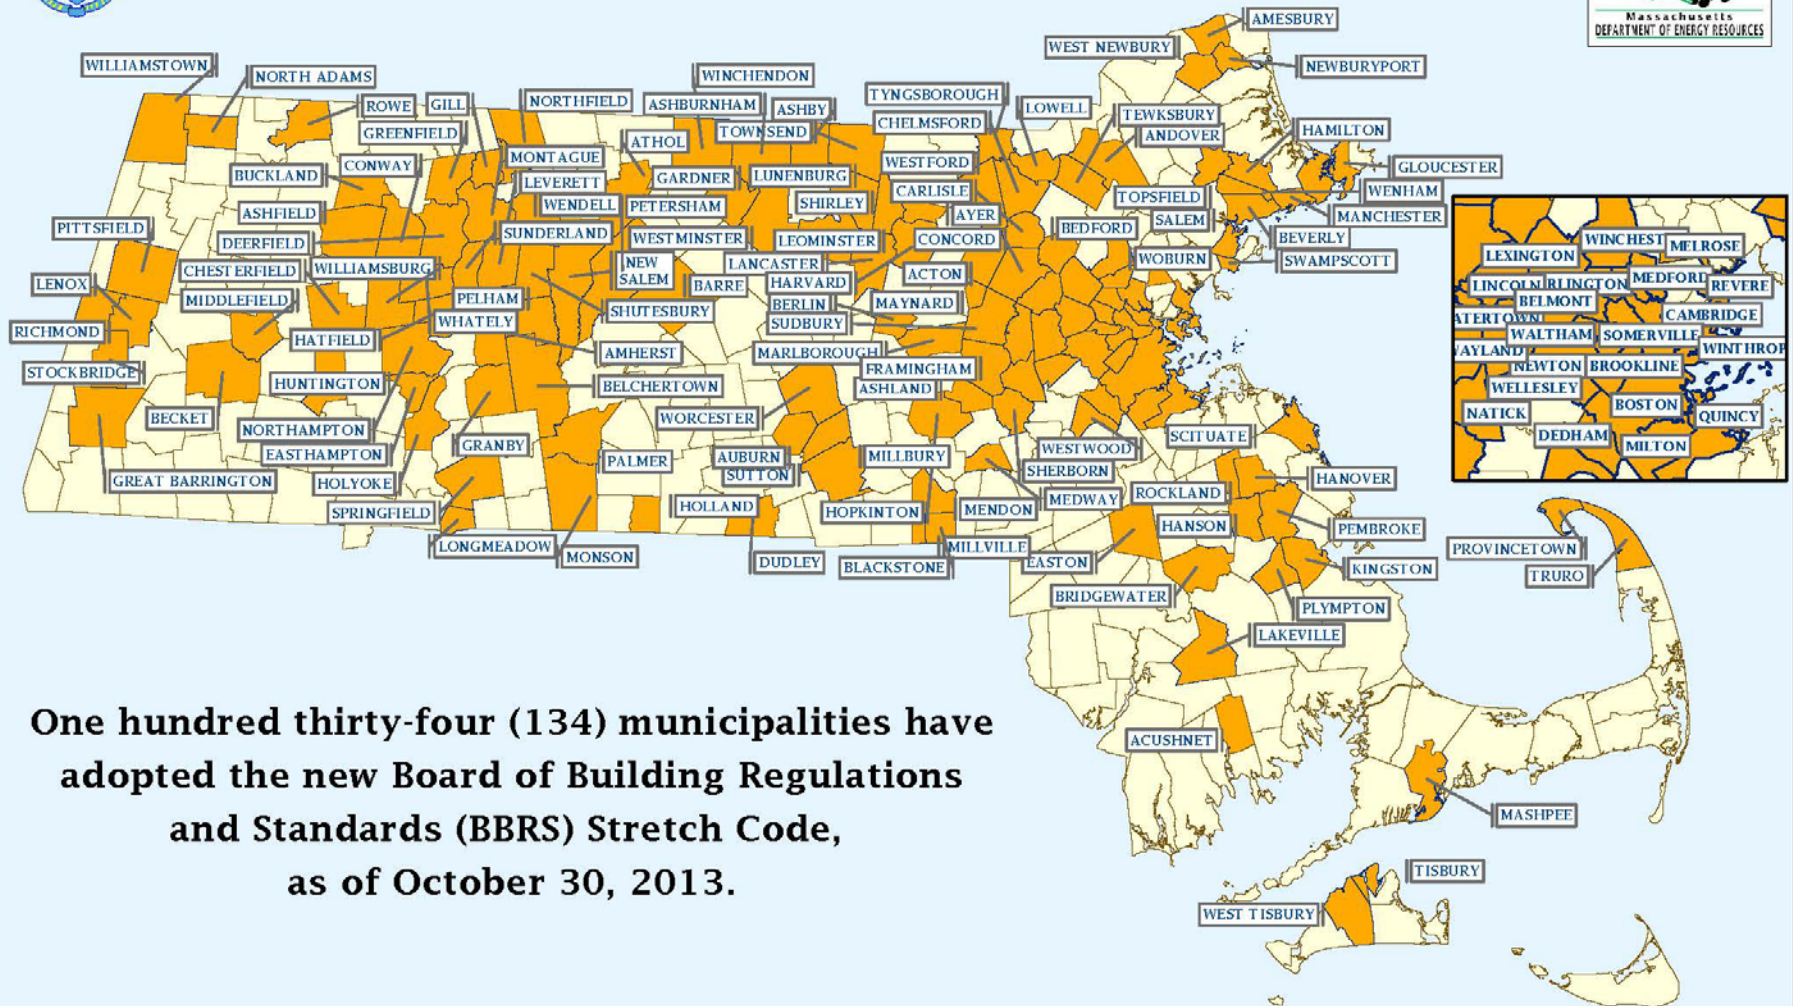 AMESBURY
Massachusetts
DEPARTMENT OF ENERGY RESOURCES
WEST NEWBURY
WILLIAMSTOWN
NEWBURYPORT
NORTH ADAMS
WINCHENDON
ROWE
GILL
NORTHFIELD
ASHBURNHAM
ASHBY
TYNGSBOROUGH
LOWELL
TEWKSBURY
GREENFIELD
TOWNSEND
CHELMSFORD
ANDOVER
HAMILTON
ATHOL
CONWAY
MONTAGUE
WESTFORD
GLOUCESTER
BUCKLAND
LEVERETT
GARDNER
LUNENBURG
CARLISLE
TOPSFIELD
WENHAM
WENDELL
PETERSHAM
SHIRLEY
AYER
SALEM
MANCHESTER
ASHFIELD
PITTSFIELD
BEDFORD
DEERFIELD
SUNDERLAND
WESTMINSTER
LEOMINSTER
CONCORD
BEVERLY
WINCHEST
MELROSE
LEXINGTON
CHESTERFIELD
WILLIAMSBURG
NEW
SALEM
LANCASTER
WOBURN
SWAMPSCOTT
LENOX
BARRE
HARVARD
ACTON
LINCOLN
RLINGTON
MEDFORD
REVERE
MIDDLEFIELD
PELHAM
BERLIN
MAYNARD
BELMONT
RICHMOND
WHATELY
SHUTESBURY
SUDBURY
ATERTOWN
CAMBRIDGE
HATFIELD
WALTHAM
SOMERVILLE
AMHERST
MARLBOROUGH
AYLAND
WINTHROP
STOCKBRIDGE
FRAMINGHAM
NEWTON
BROOKLINE
HUNTINGTON
BELCHERTOWN
ASHLAND
WELLESLEY
BECKET
WORCESTER
NATICK
BOSTON
QUINCY
NORTHAMPTON
SCITUATE
DEDHAM
MILTON
EASTHAMPTON
GRANBY
PALMER
AUBURN
MILLBURY
WESTWOOD
GREAT BARRINGTON
HOLYOKE
SUTTON
SHERBORN
HANOVER
SPRINGFIELD
HOLLAND
HOPKINTON
MENDON
MEDWAY
ROCKLAND
HANSON
PEMBROKE
LONGMEADOW
MONSON
DUDLEY
BLACKSTONE
MILLVILLE
EASTON
KINGSTON
PROVINCETOWN
TRURO
BRIDGEWATER
PLYMPTON
LAKEVILLE
One hundred thirty-four (134) municipalities have
adopted the new Board of Building Regulations
and Standards (BBRS) Stretch Code,
as of October 30, 2013.
ACUSHNET
MASHPEE
TISBURY
WEST TISBURY